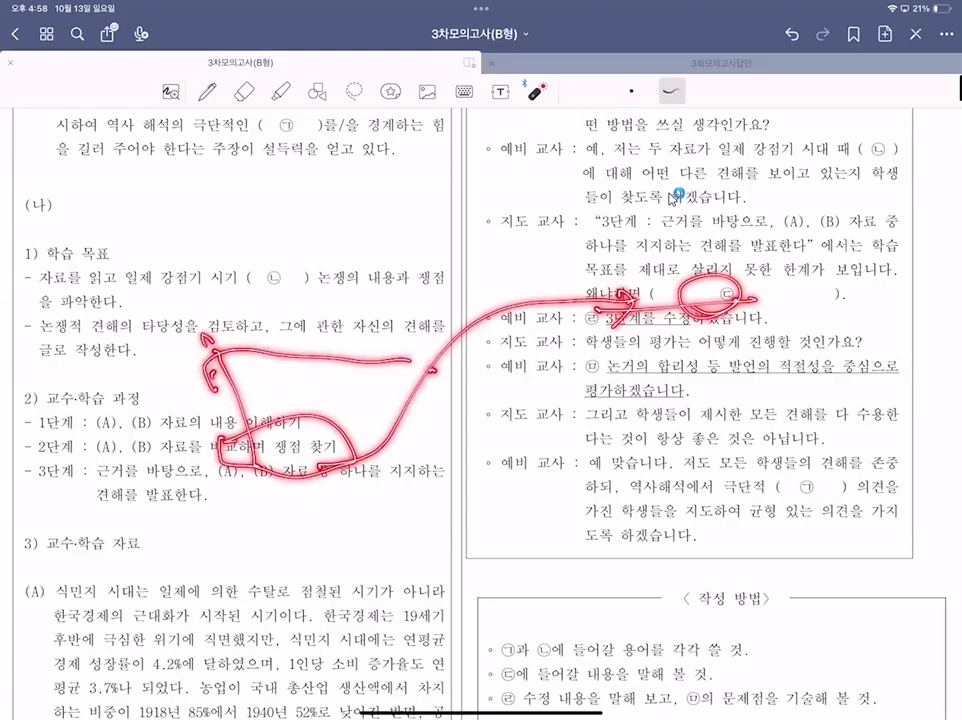 오후 4:58 10월 13일 일요일
21%
3차모의고사(B형)
3차모의고사(B형)
3회모의고사답안
시하여 역사 해석의 극단적인 ( ㉠ )를/을 경계하는 힘
을 길러 주어야 한다는 주장이 설득력을 얻고 있다.
(나)
1) 학습 목표
- 자료를 읽고 일제 강점기 시기 ( ㉡ ) 논쟁의 내용과 쟁점
을 파악한다.
- 논쟁적 견해의 타당성을 검토하고, 그에 관한 자신의 견해를
글로 작성한다.
2) 교수·학습 과정
- 1단계 : (A), (B) 자료의 내용 이해하기
- 2단계 : (A), (B) 자료를 비교하며 쟁점 찾기
- 3단계 : 근거를 바탕으로, (A), (B) 자료 중 하나를 지지하는
견해를 발표한다.
3) 교수·학습 자료
(A) 식민지 시대는 일제에 의한 수탈로 점철된 시기가 아니라
한국경제의 근대화가 시작된 시기이다. 한국경제는 19세기
후반에 극심한 위기에 직면했지만, 식민지 시대에는 연평균
경제 성장률이 4.2%에 달하였으며, 1인당 소비 증가율도 연
평균 3.7%나 되었다. 농업이 국내 총산업 생산액에서 차지
하는 비중이 1918년 85%에서 1940년 52%로 낮아진 반면, 공
떤 방법을 쓰실 생각인가요?
◦ 예비 교사 : 예, 저는 두 자료가 일제 강점기 시대 때 ( ㉡ )
에 대해 어떤 다른 견해를 보이고 있는지 학생
들이 찾도록 하겠습니다.
◦ 지도 교사 : “3단계 : 근거를 바탕으로, (A), (B) 자료 중
하나를 지지하는 견해를 발표한다”에서는 학습
목표를 제대로 살리지 못한 한계가 보입니다.
왜냐하면 ( ㉢ ).
◦ 예비 교사 : ㉣ 3단계를 수정하겠습니다.
◦ 지도 교사 : 학생들의 평가는 어떻게 진행할 것인가요?
◦ 예비 교사 : ㉤ 논거의 합리성 등 발언의 적절성을 중심으로
평가하겠습니다.
◦ 지도 교사 : 그리고 학생들이 제시한 모든 견해를 다 수용한
다는 것이 항상 좋은 것은 아닙니다.
◦ 예비 교사 : 예 맞습니다. 저도 모든 학생들의 견해를 존중
하되, 역사해석에서 극단적 ( ㉠ ) 의견을
가진 학생들을 지도하여 균형 있는 의견을 가지
도록 하겠습니다.
〈 작성 방법〉
◦ ㉠과 ㉡에 들어갈 용어를 각각 쓸 것.
◦ ㉢에 들어갈 내용을 말해 볼 것.
◦ ㉣ 수정 내용을 말해 보고, ㉤의 문제점을 기술해 볼 것.